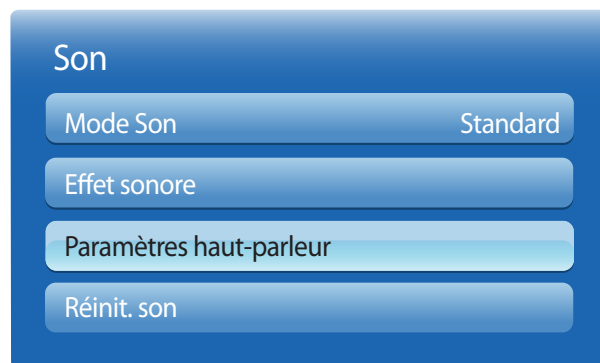 Son
Mode Son Standard
Effet sonore
Paramètres haut-parleur
Réinit. son